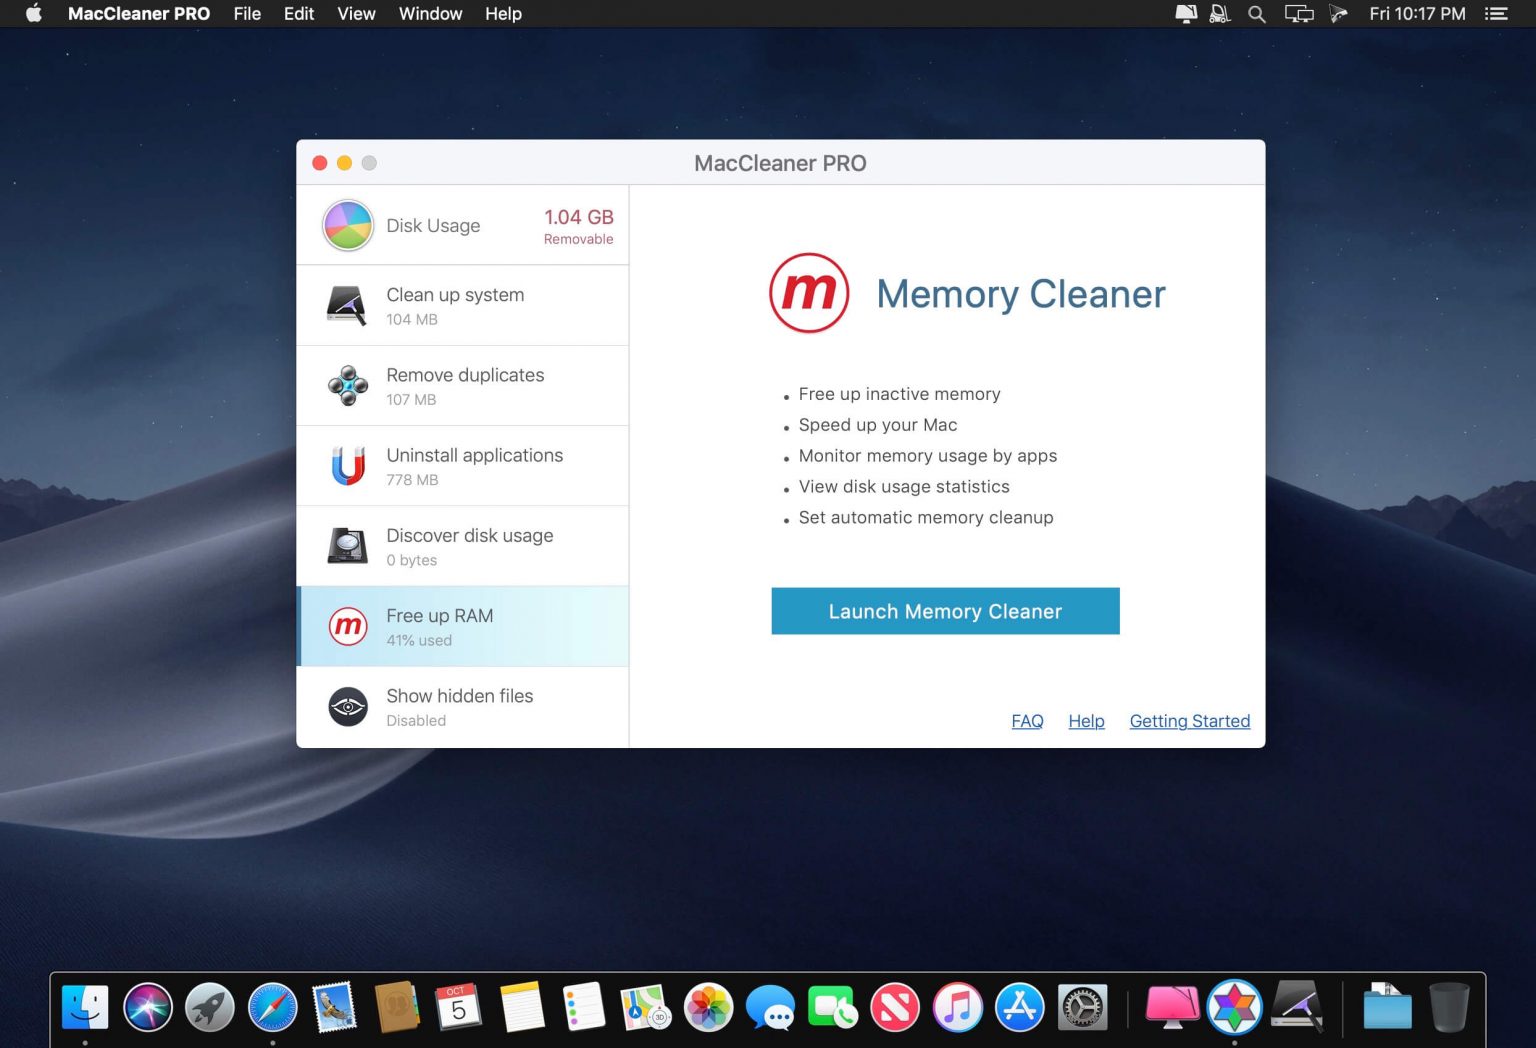 MacCleaner PRO File Edit View Window Help Fri 10:17 PM
MacCleaner PRO
Disk Usage
1.04 GB
Removable
Clean up system
104 MB
Remove duplicates
107 MB
Uninstall applications
778 MB
Discover disk usage
0 bytes
m
Free up RAM
41% used
Show hidden files
Disabled
m
Memory Cleaner
• Free up inactive memory
• Speed up your Mac
• Monitor memory usage by apps
• View disk usage statistics
• Set automatic memory cleanup
Launch Memory Cleaner
FAQ Help Getting Started
OCT
5
3D